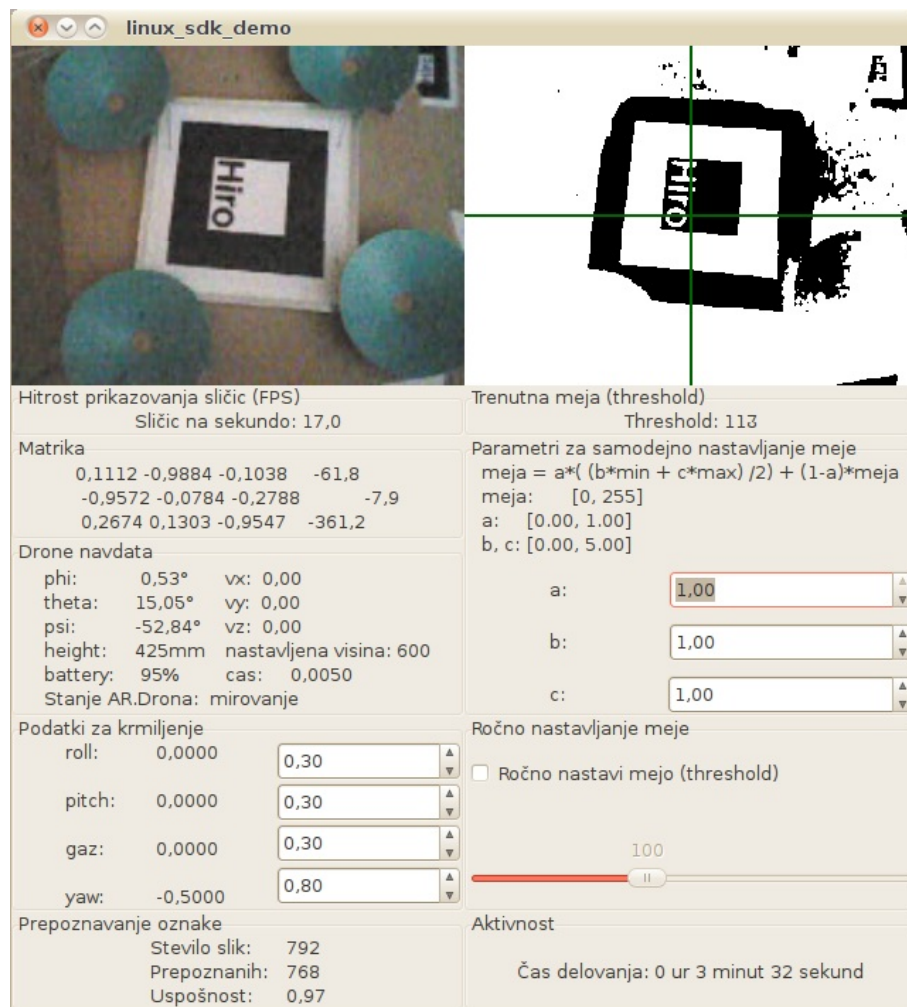 linux_sdk_demo
Hiro
Hiro
Hitrost prikazovanja sličic (FPS)
Sličic na sekundo: 17,0
Matrika
0,1112 -0,9884 -0,1038 -61,8
-0,9572 -0,0784 -0,2788 -7,9
0,2674 0,1303 -0,9547 -361,2
Drone navdata
phi: 0,53° vx: 0,00
theta: 15,05° vy: 0,00
psi: -52,84° vz: 0,00
height: 425mm nastavljena visina: 600
battery: 95% cas: 0,0050
Stanje AR.Drona: mirovanje
Podatki za krmiljenje
roll: 0,0000 0,30
pitch: 0,0000 0,30
gaz: 0,0000 0,30
yaw: -0,5000 0,80
Prepoznavanje oznake
Stevilo slik: 792
Prepoznanih: 768
Uspošnost: 0,97
Trenutna meja (threshold)
Threshold: 113
Parametri za samodejno nastavljanje meje
meja = a*( (b*min + c*max) /2) + (1-a)*meja
meja: [0, 255]
a: [0.00, 1.00]
b, c: [0.00, 5.00]
a: 1,00
b: 1,00
c: 1,00
Ročno nastavljanje meje
Ročno nastavi mejo (threshold)
100
Aktivnost
Čas delovanja: 0 ur 3 minut 32 sekund